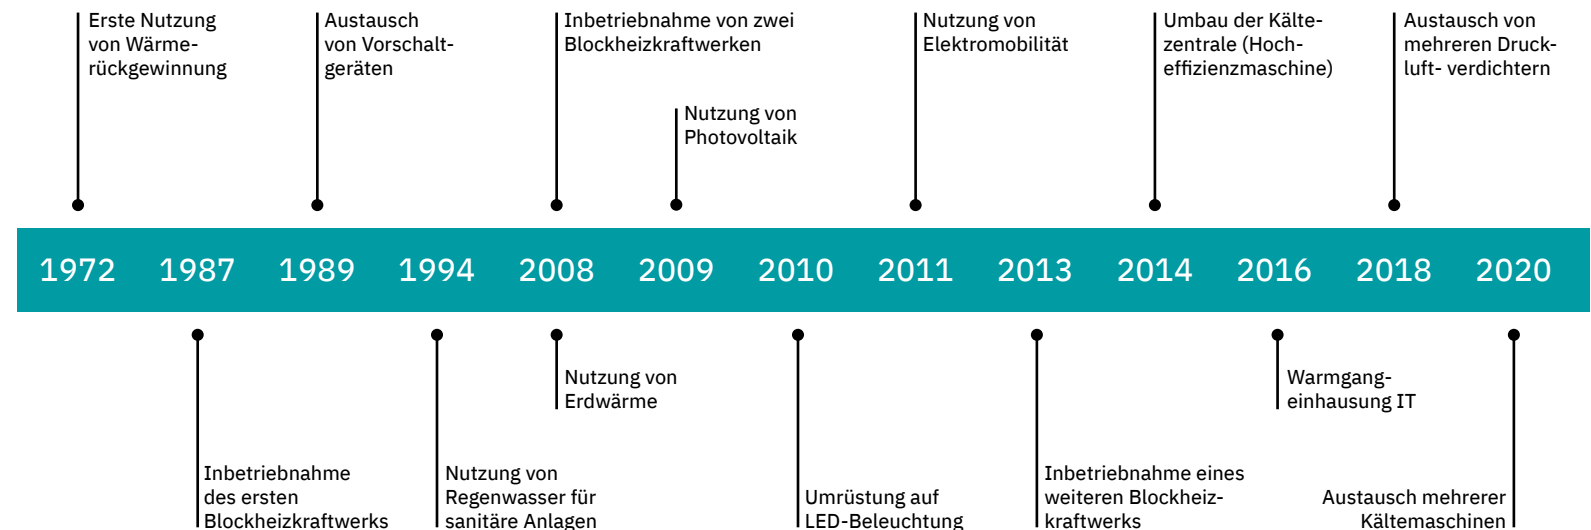 Erste Nutzung
von Wärme-
rückgewinnung
Austausch
von Vorschalt-
geräten
Inbetriebnahme von zwei
Blockheizkraftwerken
Nutzung von
Photovoltaik
Nutzung von
Elektromobilität
Umbau der Kälte-
zentrale (Hoch-
effizienzmaschine)
Austausch von
mehreren Druck-
luft- verdichtern
1972 1987 1989 1994 2008 2009 2010 2011 2013 2014 2016 2018 2020
Inbetriebnahme
des ersten
Blockheizkraftwerks
Nutzung von
Regenwasser für
sanitäre Anlagen
Nutzung von
Erdwärme
Umrüstung auf
LED-Beleuchtung
Inbetriebnahme eines
weiteren Blockheiz-
kraftwerks
Warmgang-
einhausung IT
Austausch mehrerer
Kältemaschinen